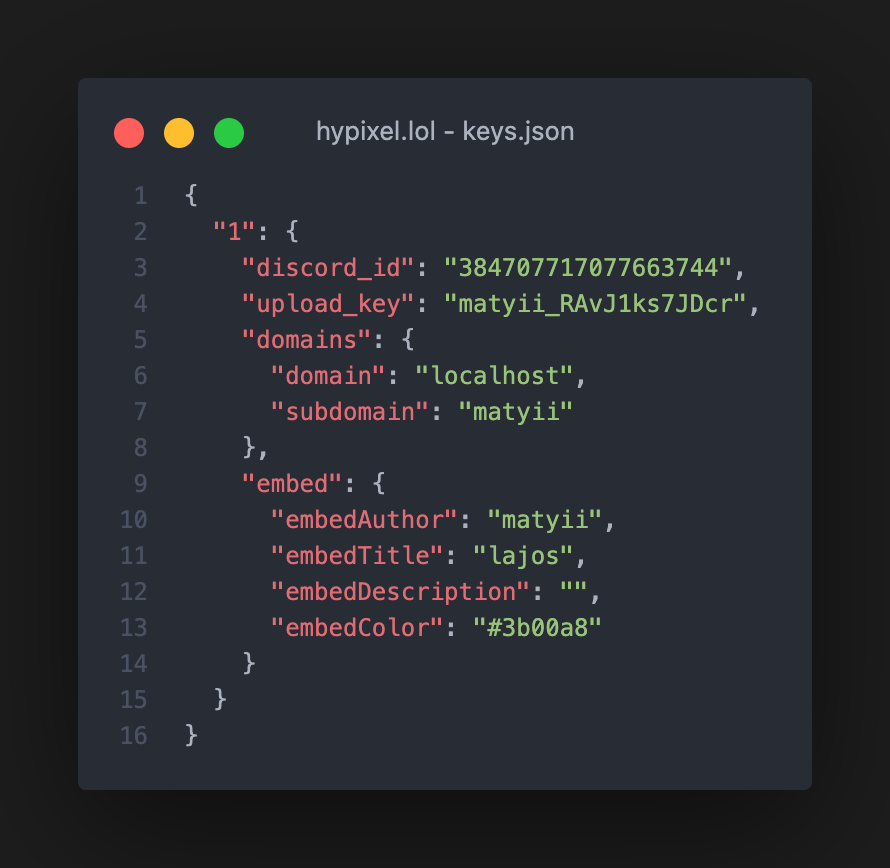 hypixel.lol - keys.json
1 {
2   "1": {
3     "discord_id": "384707717077663744",
4     "upload_key": "matyii_RAvJ1ks7JDcr",
5     "domains": {
6       "domain": "localhost",
7       "subdomain": "matyii"
8     },
9     "embed": {
10       "embedAuthor": "matyii",
11       "embedTitle": "lajos",
12       "embedDescription": "",
13       "embedColor": "#3b00a8"
14     }
15   }
16 }